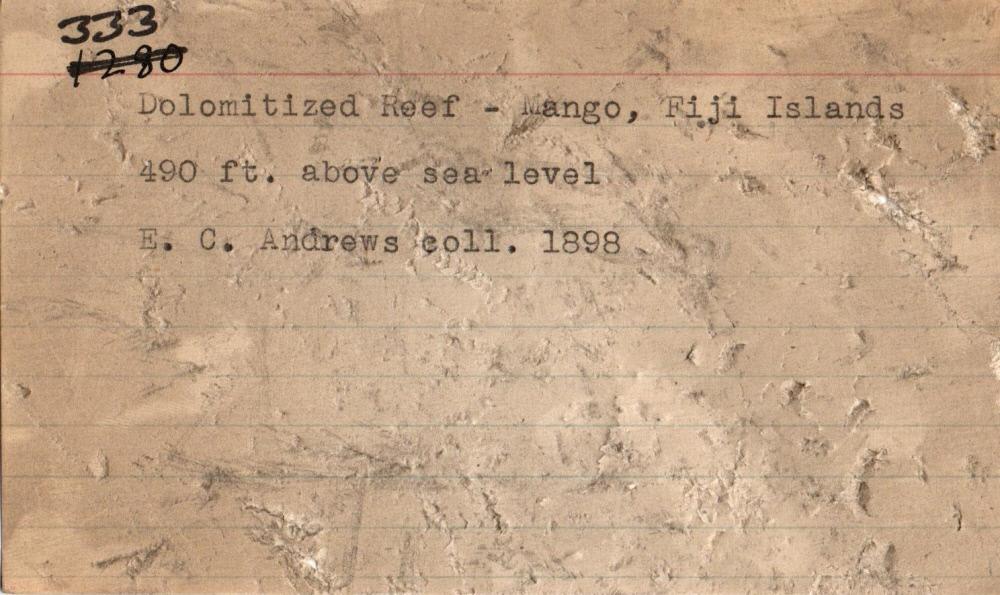 333
1280
Dolomitized Reef - Mango, Fiji Islands
490 ft. above sea level
E. C. Andrews coll. 1898